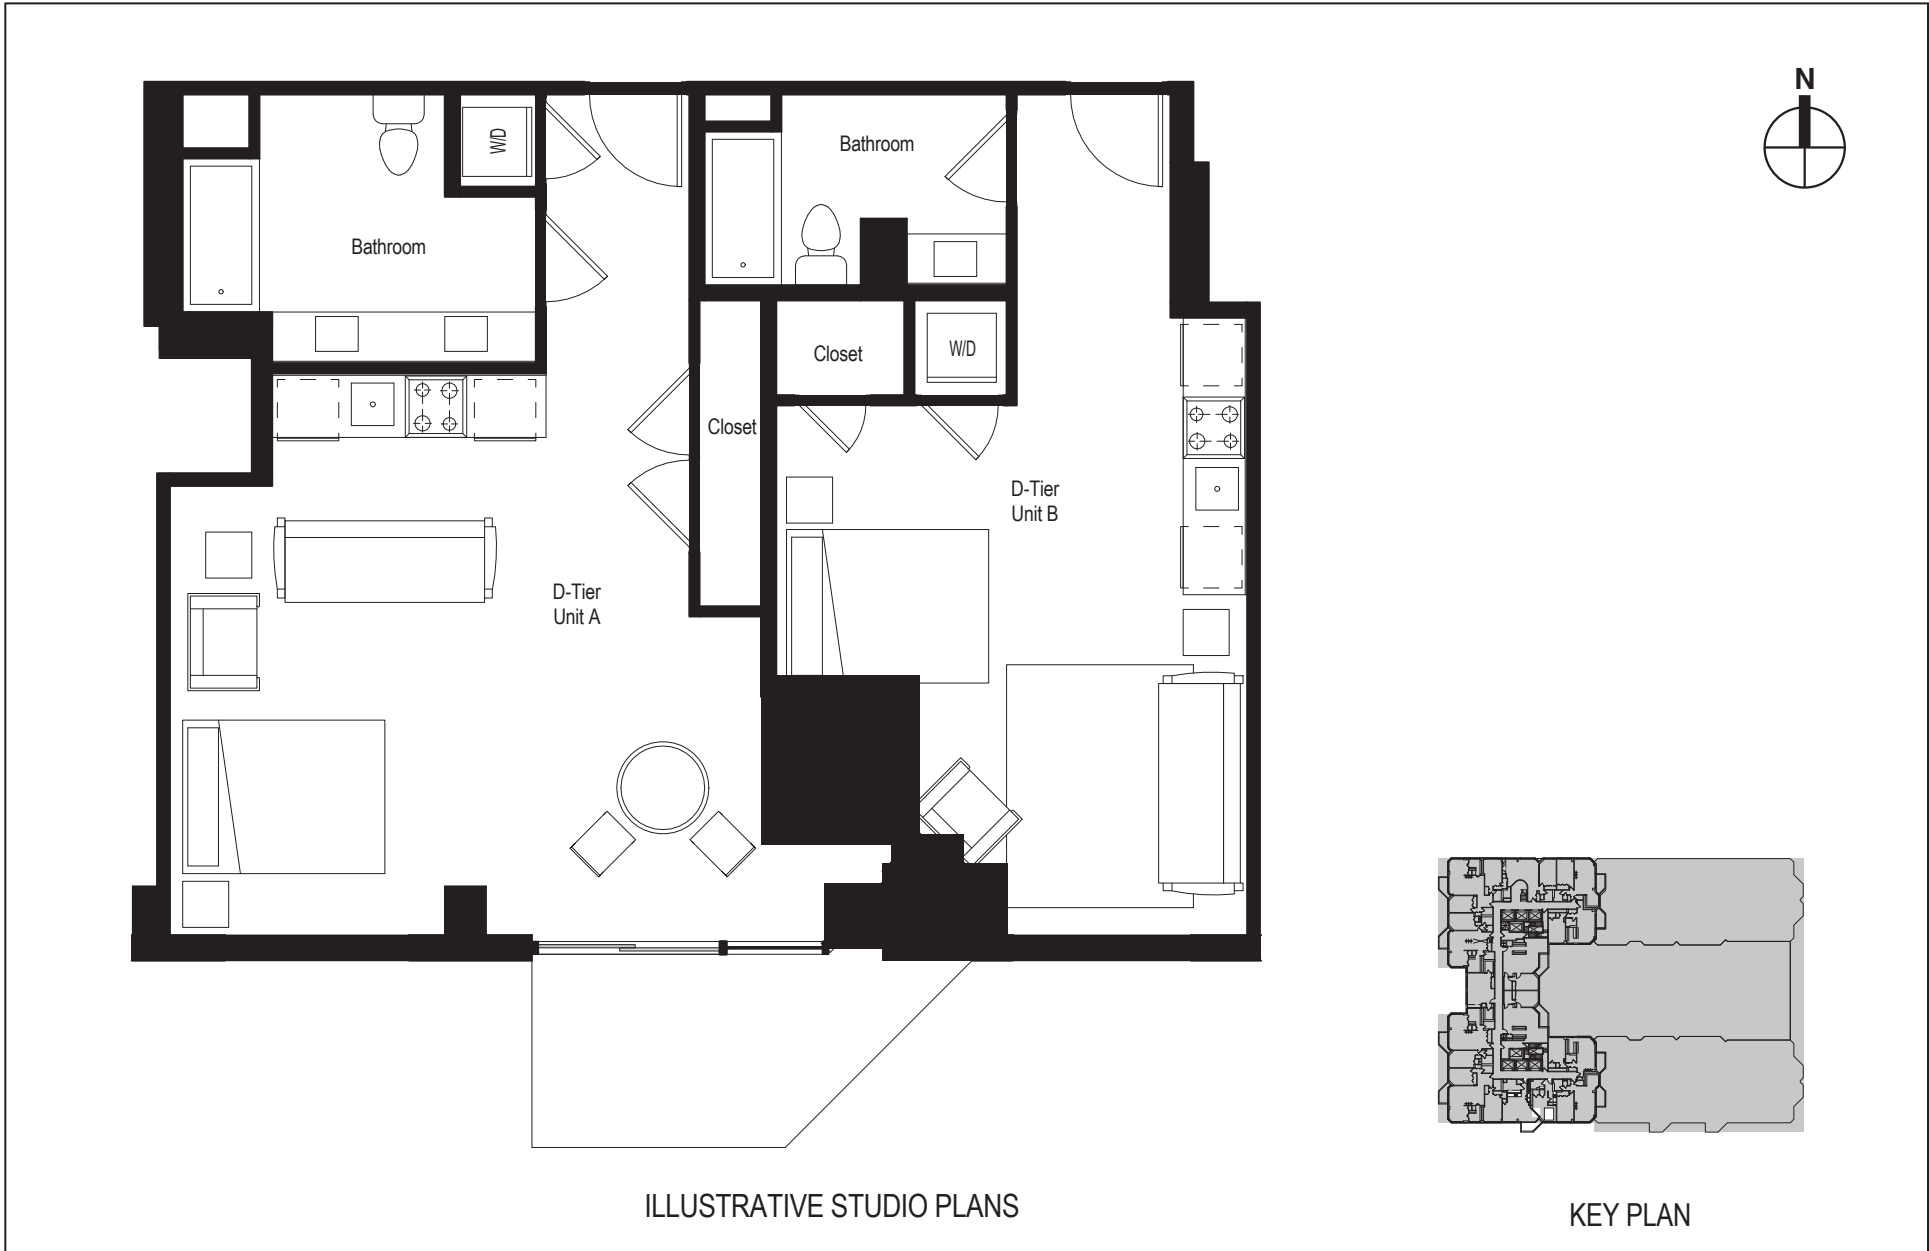 N
W/D
Bathroom
Bathroom
W/D
Closet
Closet
D-Tier
Unit B
D-Tier
Unit A
ILLUSTRATIVE STUDIO PLANS
KEY PLAN